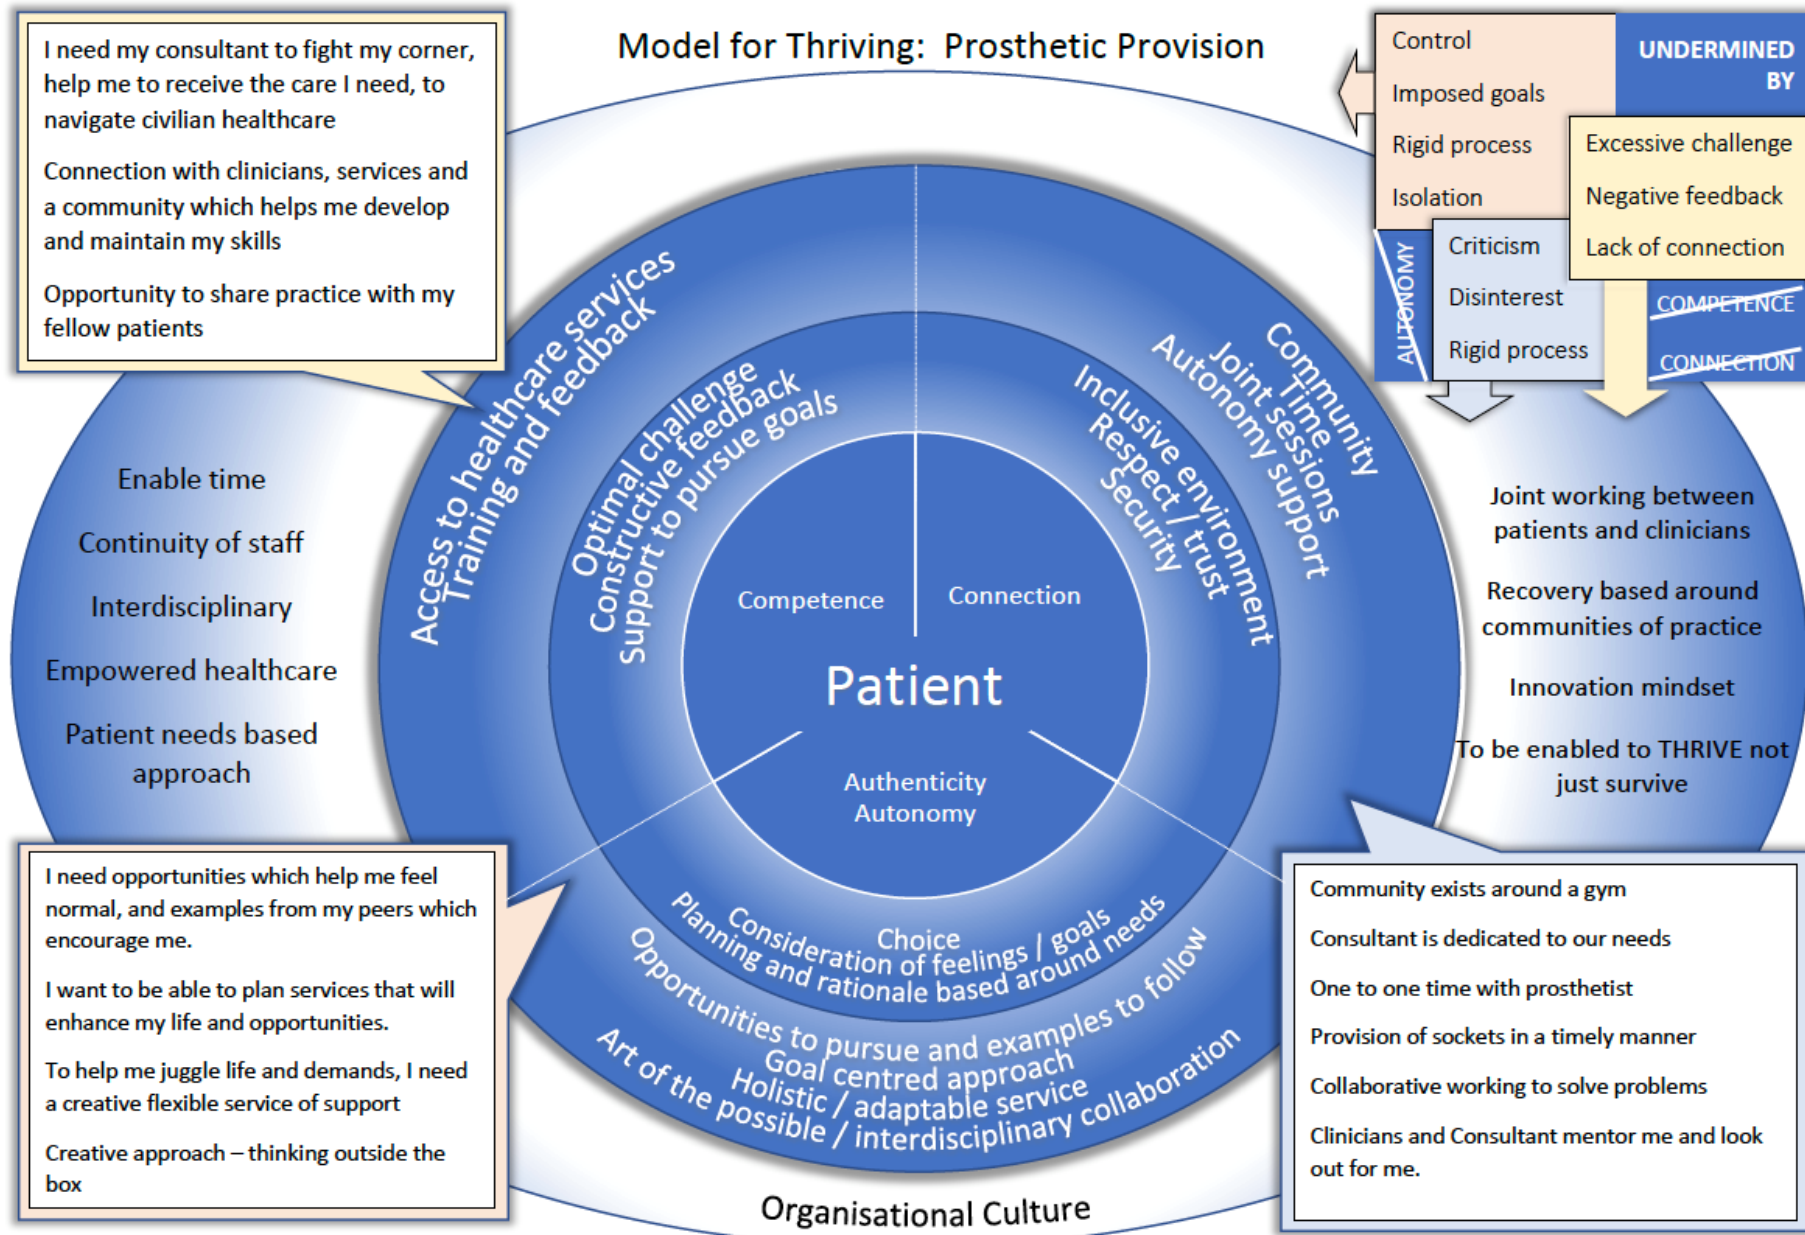 Model for Thriving: Prosthetic Provision
I need my consultant to fight my corner,
help me to receive the care I need, to
navigate civilian healthcare
Connection with clinicians, services and
a community which helps me develop
and maintain my skills
Opportunity to share practice with my
fellow patients
UNDERMINED
BY
Control
Imposed goals
Rigid process
Isolation
Excessive challenge
Negative feedback
Lack of connection
Criticism
Disinterest
Rigid process
AUTONOMY
COMPETENCE
CONNECTION
Enable time
Continuity of staff
Interdisciplinary
Empowered healthcare
Patient needs based
approach
Access to healthcare services
Training and feedback
Optimal challenge
Constructive feedback
Support to pursue goals
Community
Time
Joint sessions
Autonomy support
Inclusive environment
Respect / trust
Security
Competence
Connection
Patient
Authenticity
Autonomy
Choice
Consideration of feelings / goals
Planning and rationale based around needs
Opportunities to pursue and examples to follow
Goal centred approach
Holistic / adaptable service
Art of the possible / interdisciplinary collaboration
Joint working between
patients and clinicians
Recovery based around
communities of practice
Innovation mindset
To be enabled to THRIVE not
just survive
I need opportunities which help me feel
normal, and examples from my peers which
encourage me.
I want to be able to plan services that will
enhance my life and opportunities.
To help me juggle life and demands, I need
a creative flexible service of support
Creative approach – thinking outside the
box
Community exists around a gym
Consultant is dedicated to our needs
One to one time with prosthetist
Provision of sockets in a timely manner
Collaborative working to solve problems
Clinicians and Consultant mentor me and look
out for me.
Organisational Culture